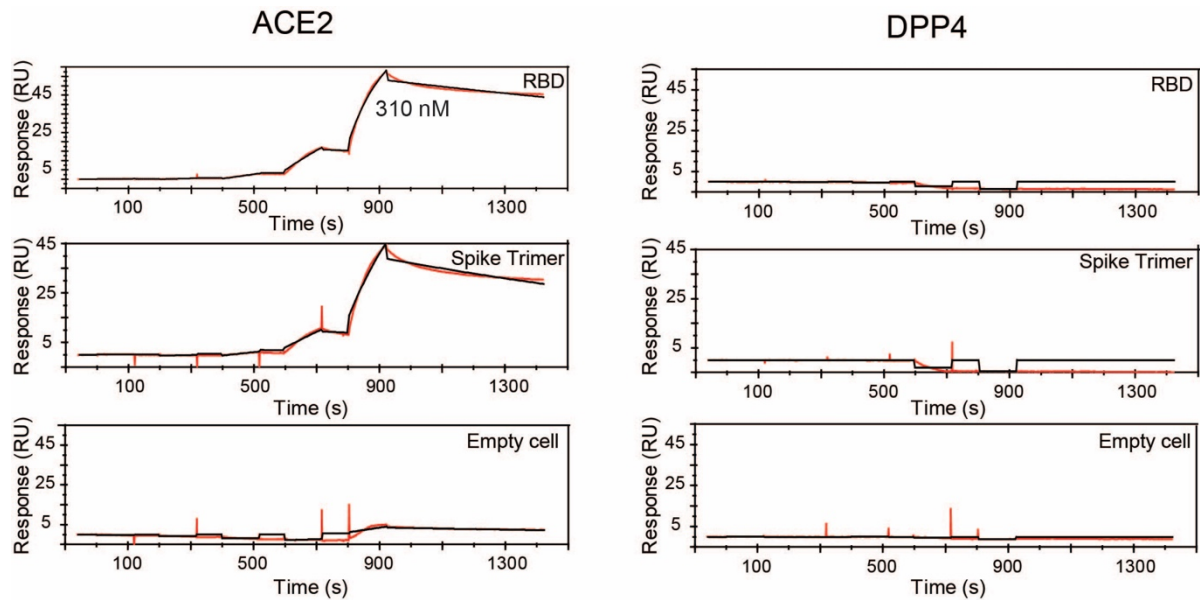 ACE2
DPP4
Response (RU)
45
25
5
RBD
310 nM
100 500 900 1300
Time (s)
Response (RU)
45
25
5
RBD
100 500 900 1300
Time (s)
Response (RU)
45
25
5
Spike Trimer
100 500 900 1300
Time (s)
Response (RU)
45
25
5
Spike Trimer
100 500 900 1300
Time (s)
Response (RU)
45
25
5
Empty cell
100 500 900 1300
Time (s)
Response (RU)
45
25
5
Empty cell
100 500 900 1300
Time (s)